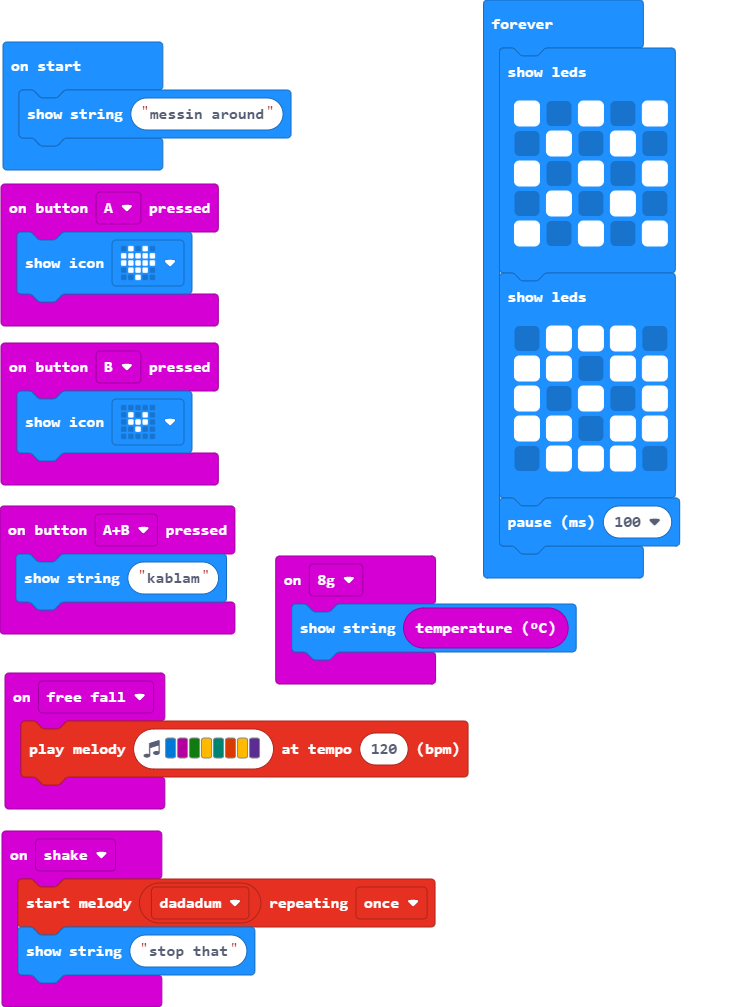 on start
show string "messin around"
on button A pressed
show icon
on button B pressed
show icon
on button A+B pressed
show string "kablam"
on free fall
play melody at tempo 120 (bpm)
on shake
start melody dadadum repeating once
show string "stop that"
on 8g
show string temperature (ºC)
forever
show leds
show leds
pause (ms) 100